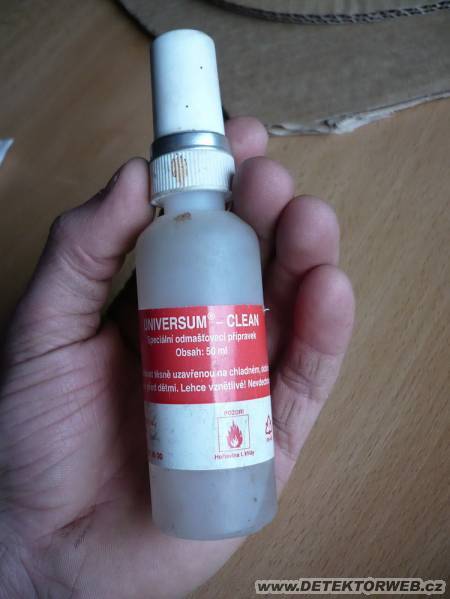 UNIVERSUM® – CLEAN
Speciální odmašťovací přípravek
Obsah: 50 ml
těsně uzavřenou na chladném,
před dětmi. Lehce vznětlivé!
POZOR!
Hořlavina I. třídy
www.DETEKTORWEB.cz